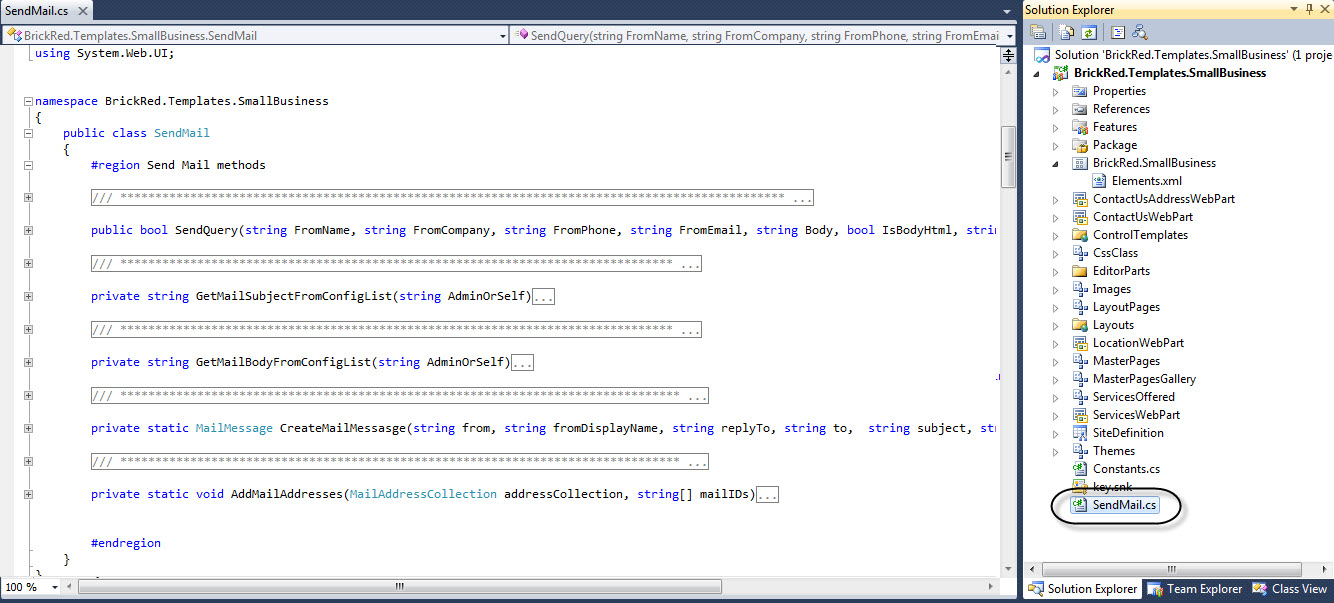 SendMail.cs
BrickRed.Templates.SmallBusiness.SendMail
SendQuery(string FromName, string FromCompany, string FromPhone, string FromEmai
using System.Web.UI;
namespace BrickRed.Templates.SmallBusiness
{
public class SendMail
{
#region Send Mail methods
/// *********************************************************************************************** ...
public bool SendQuery(string FromName, string FromCompany, string FromPhone, string FromEmail, string Body, bool IsBodyHtml, strin
/// ******************************************************************************* ...
private string GetMailSubjectFromConfigList(string AdminOrSelf)...
/// ******************************************************************************* ...
private string GetMailBodyFromConfigList(string AdminOrSelf)...
/// ******************************************************************************** ...
private static MailMessage CreateMailMessasge(string from, string fromDisplayName, string replyTo, string to,  string subject, str
/// ******************************************************************************** ...
private static void AddMailAddresses(MailAddressCollection addressCollection, string[] mailIDs)...
#endregion
}
}
100 %
Solution Explorer
Solution 'BrickRed.Templates.SmallBusiness' (1 proje
BrickRed.Templates.SmallBusiness
Properties
References
Features
Package
BrickRed.SmallBusiness
Elements.xml
ContactUsAddressWebPart
ContactUsWebPart
ControlTemplates
CssClass
EditorParts
Images
LayoutPages
Layouts
LocationWebPart
MasterPages
MasterPagesGallery
ServicesOffered
ServicesWebPart
SiteDefinition
Themes
Constants.cs
key.snk
SendMail.cs
Solution Explorer
Team Explorer
Class View